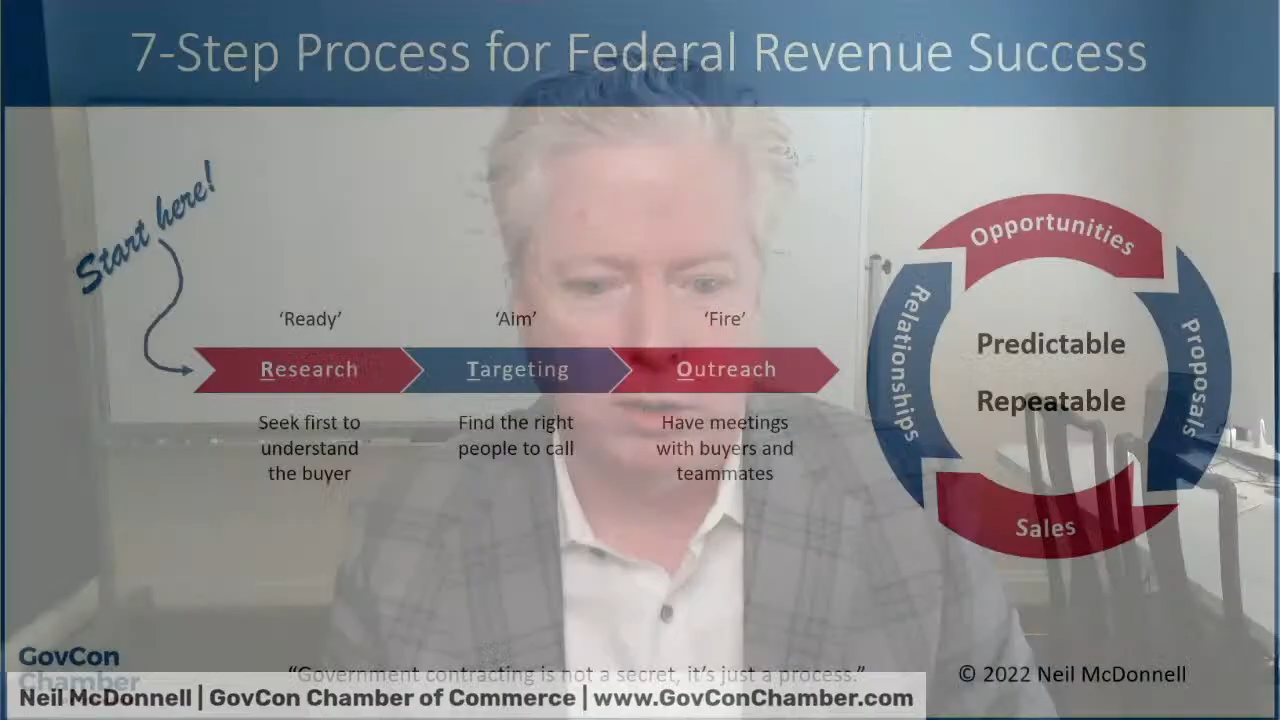 7-Step Process for Federal Revenue Success
Start here!
‘Ready’
‘Aim’
‘Fire’
Research
Targeting
Outreach
Seek first to
understand
the buyer
Find the right
people to call
Have meetings
with buyers and
teammates
Opportunities
Proposals
Sales
Relationships
Predictable
Repeatable
GovCon
Chamber
“Government contracting is not a secret, it’s just a process.”
© 2022 Neil McDonnell
Neil McDonnell | GovCon Chamber of Commerce | www.GovConChamber.com